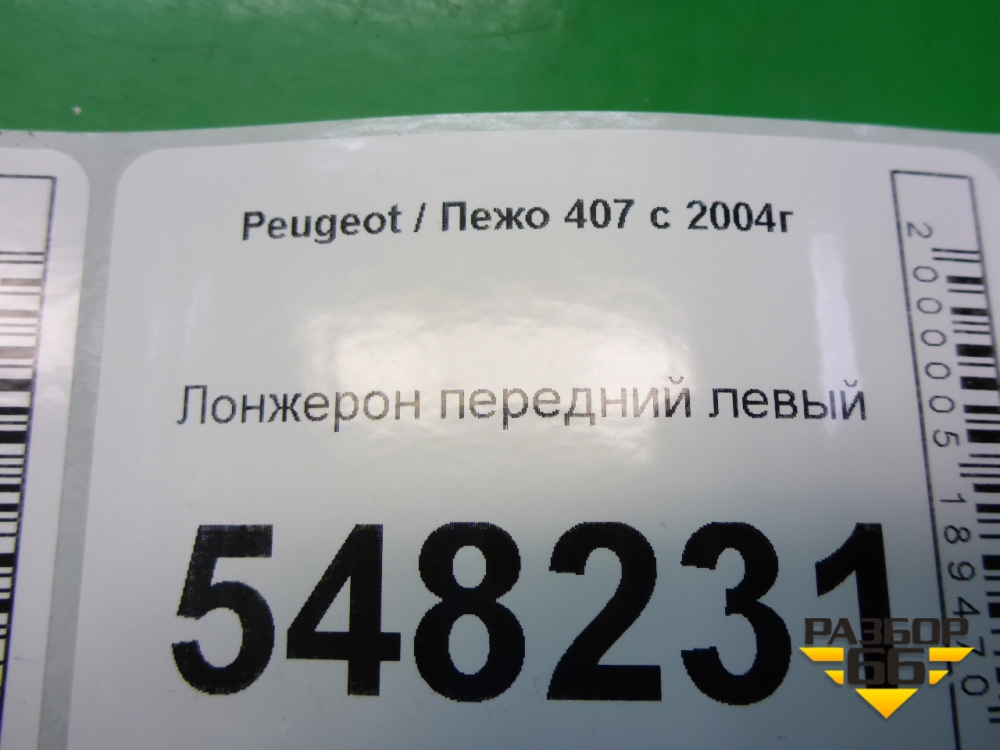 Peugeot / Пежо 407 с 2004г
Лонжерон передний левый
548231
2000005189470
РАЗБОР
66